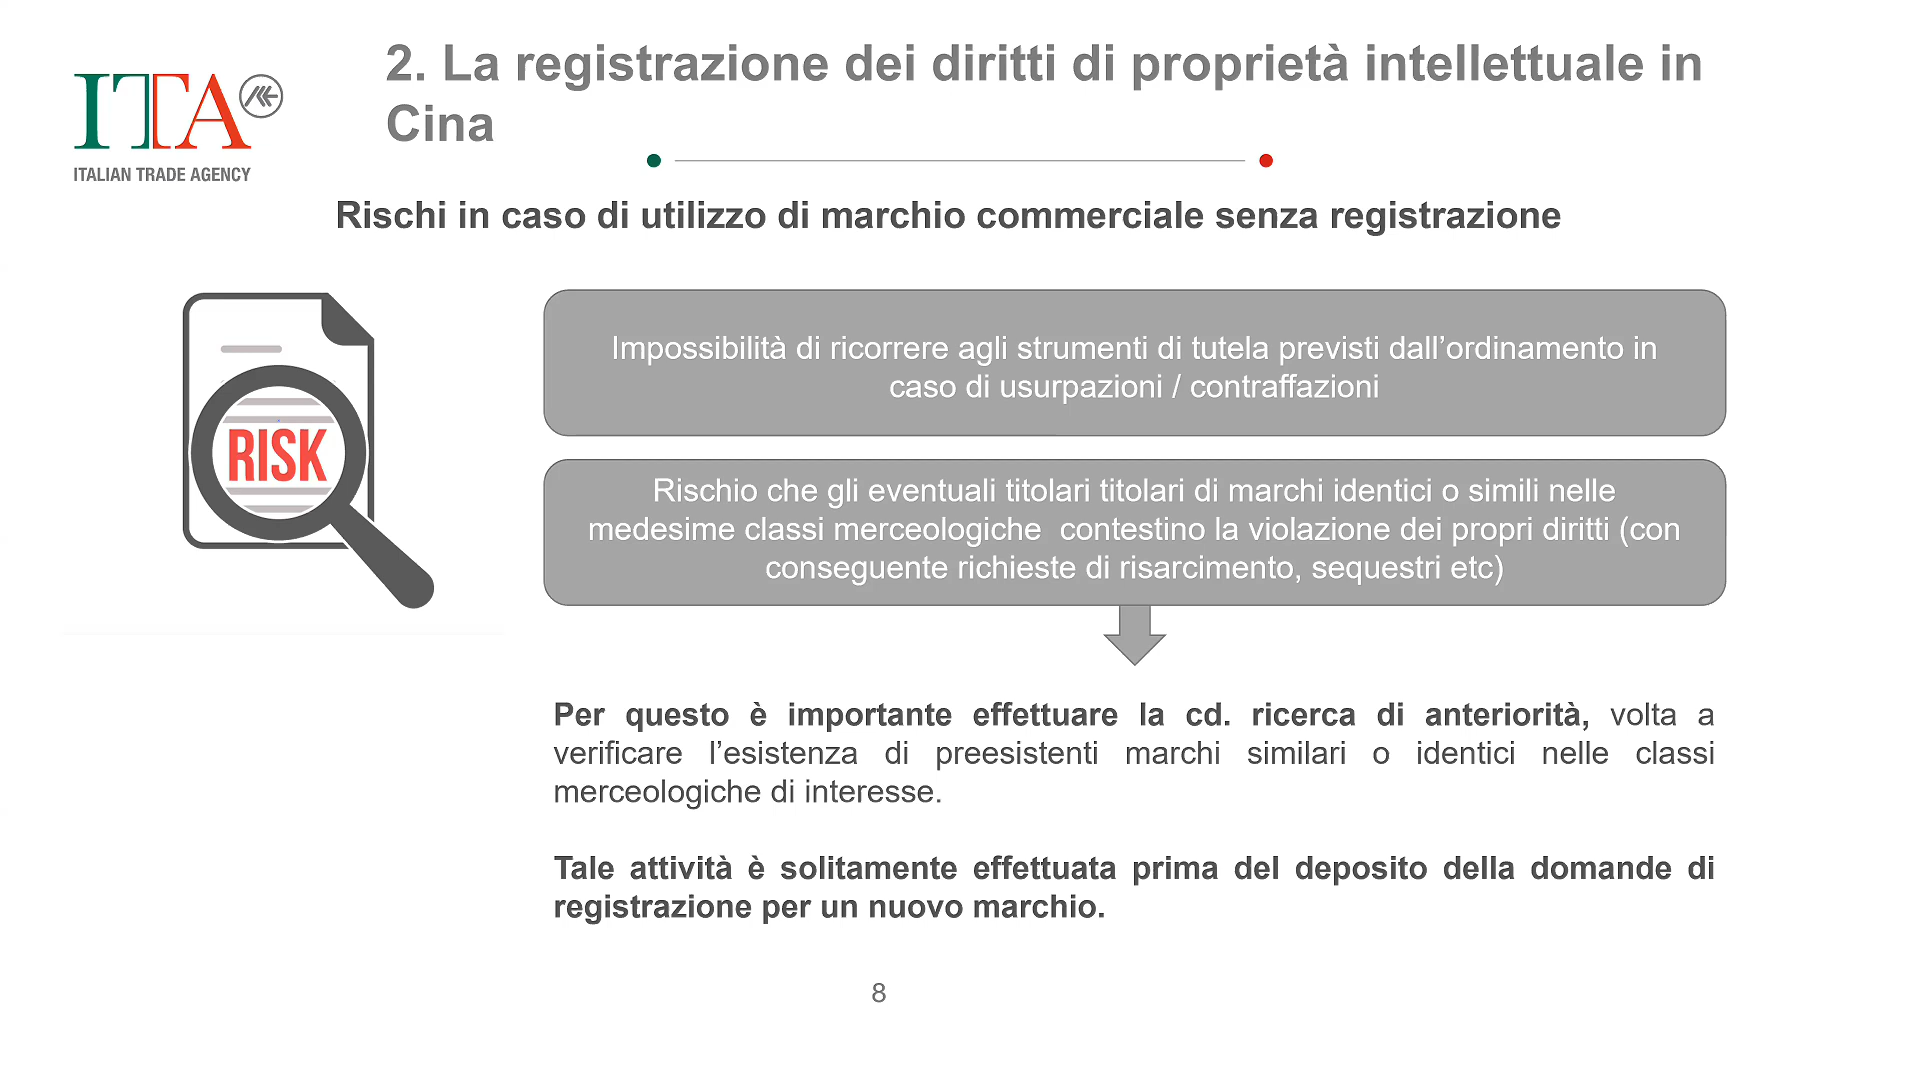 2. La registrazione dei diritti di proprietà intellettuale in
Cina
ITA
ITALIAN TRADE AGENCY
Rischi in caso di utilizzo di marchio commerciale senza registrazione
RISK
Impossibilità di ricorrere agli strumenti di tutela previsti dall’ordinamento in
caso di usurpazioni / contraffazioni
Rischio che gli eventuali titolari titolari di marchi identici o simili nelle
medesime classi merceologiche contestino la violazione dei propri diritti (con
conseguente richieste di risarcimento, sequestri etc)
Per questo è importante effettuare la cd. ricerca di anteriorità, volta a
verificare l’esistenza di preesistenti marchi similari o identici nelle classi
merceologiche di interesse.
Tale attività è solitamente effettuata prima del deposito della domande di
registrazione per un nuovo marchio.
8